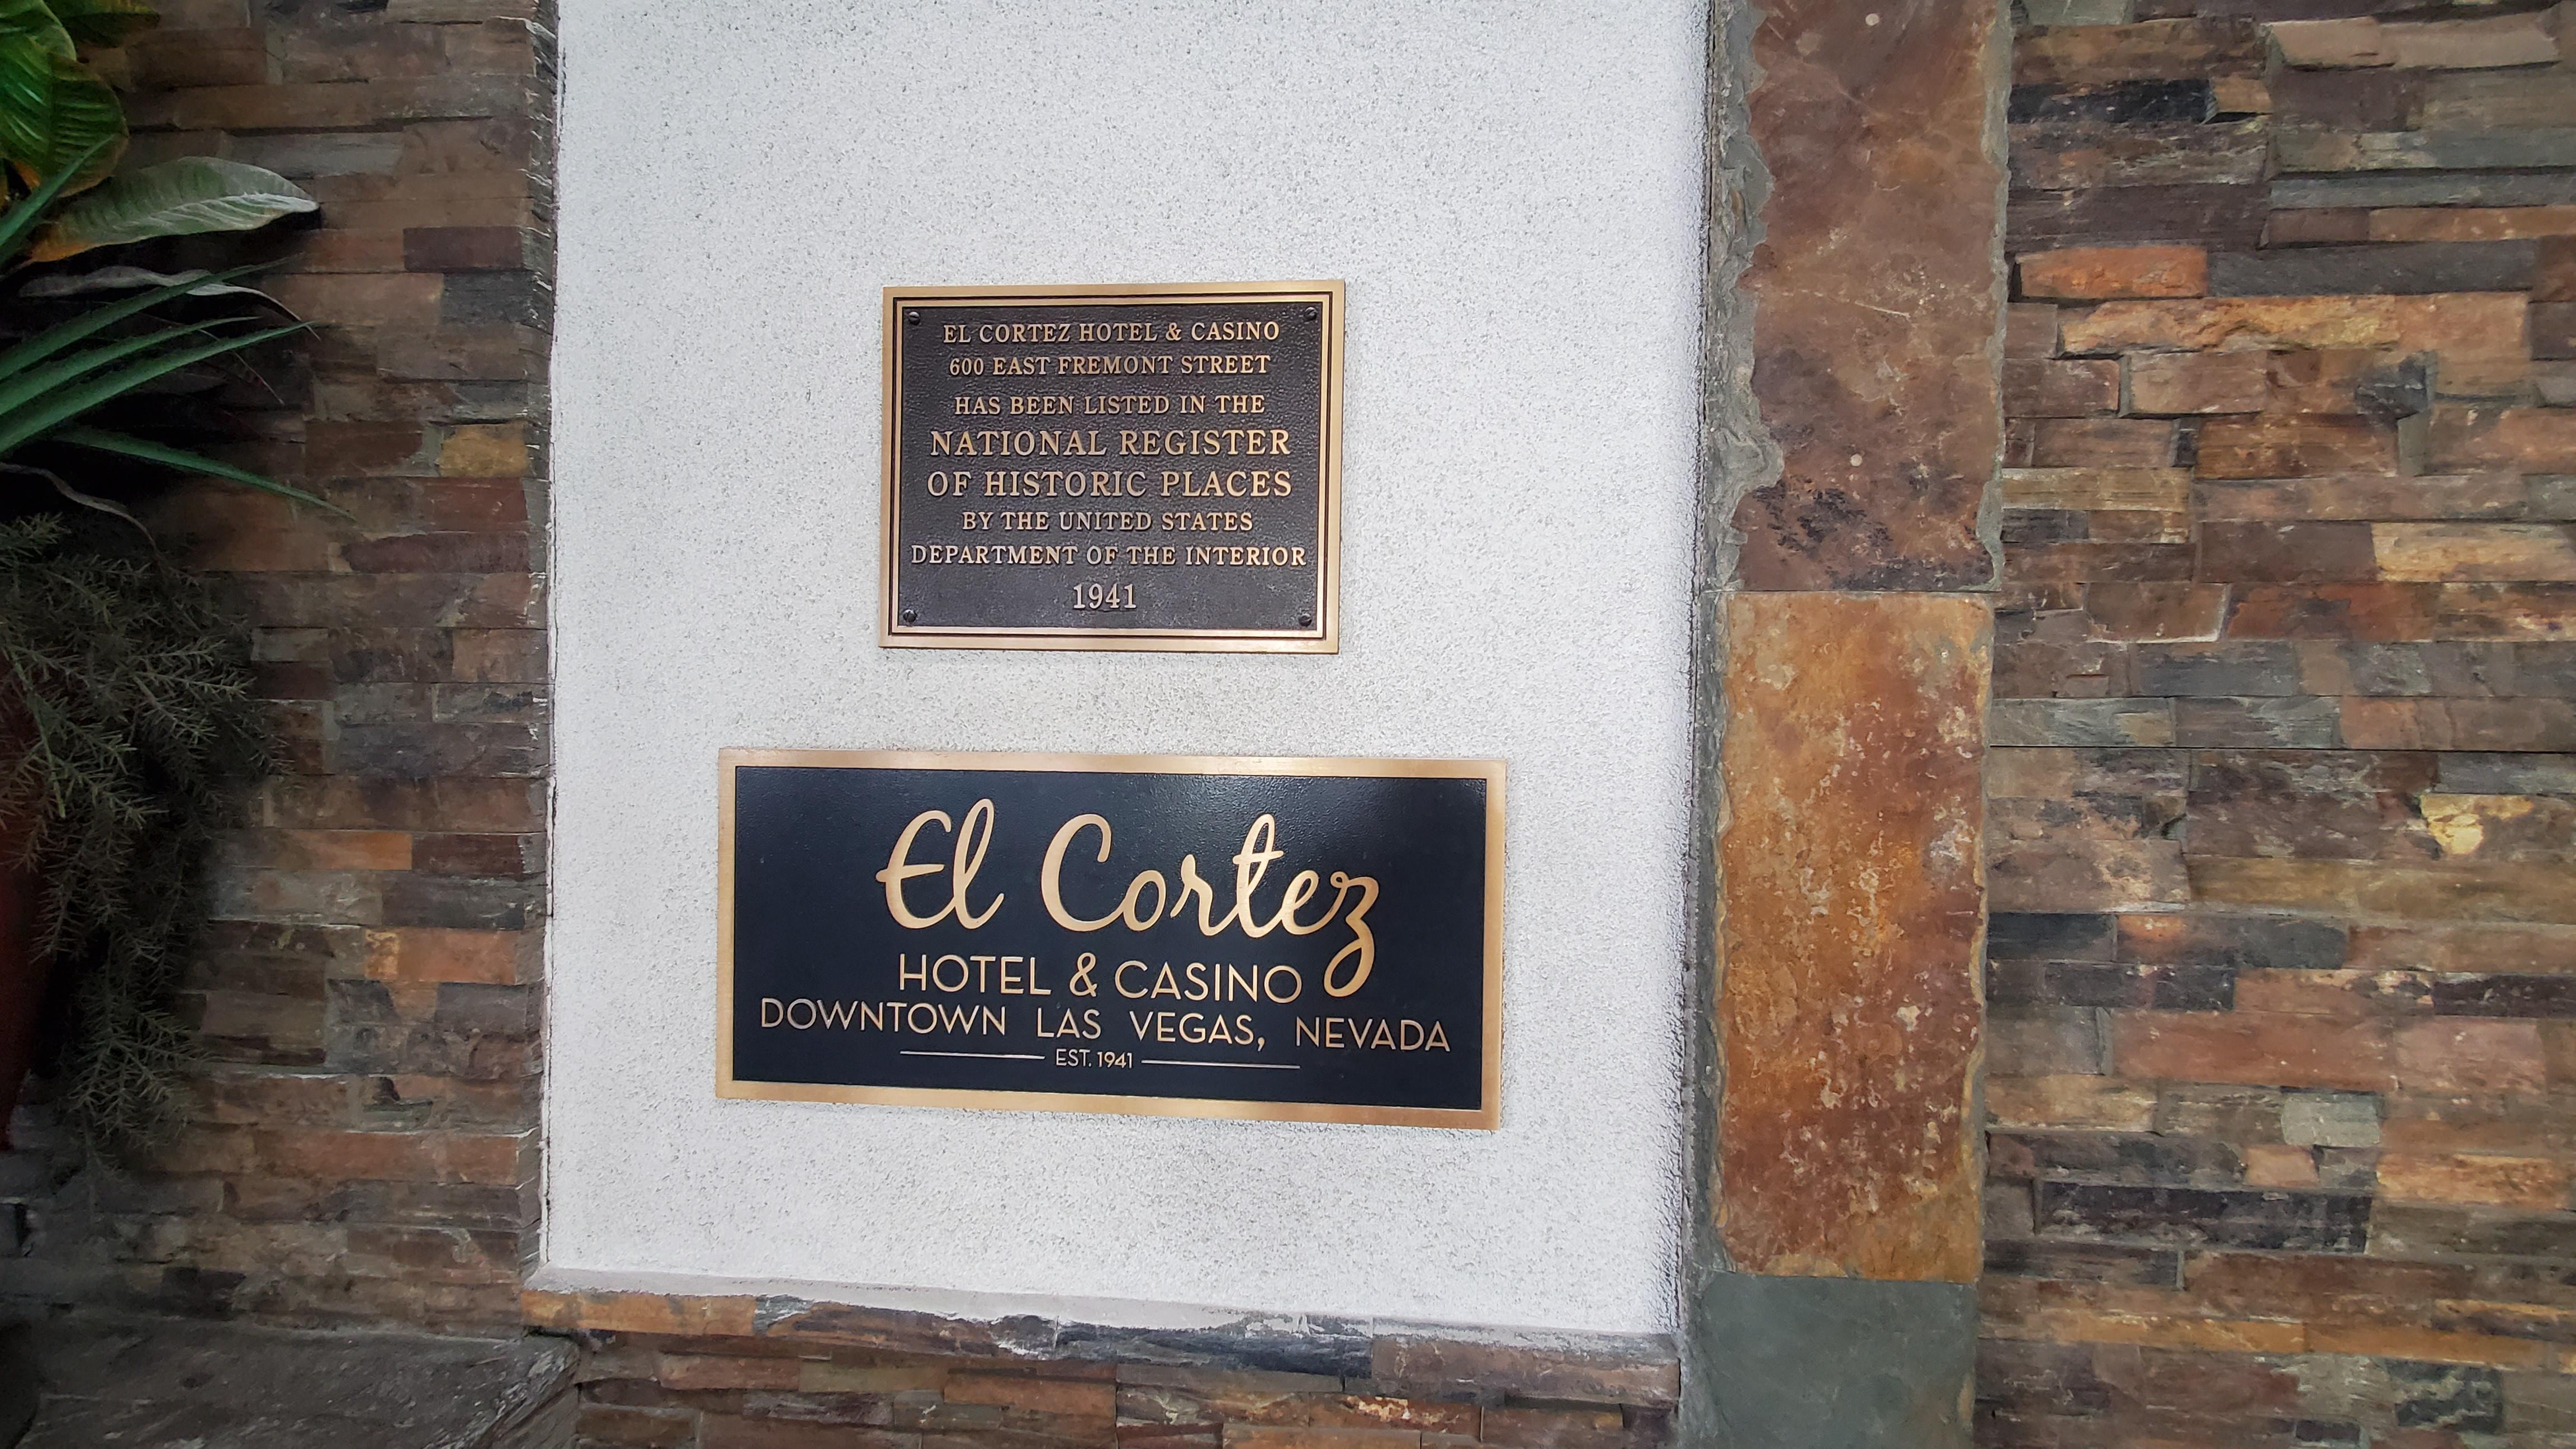 EL CORTEZ HOTEL & CASINO
600 EAST FREMONT STREET
HAS BEEN LISTED IN THE
NATIONAL REGISTER
OF HISTORIC PLACES
BY THE UNITED STATES
DEPARTMENT OF THE INTERIOR
1941
El Cortez
HOTEL & CASINO
DOWNTOWN LAS VEGAS, NEVADA
EST. 1941